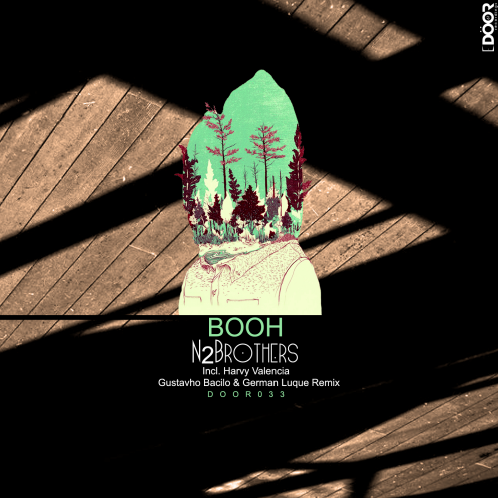 [DOOR
BOOH
N2BROTHERS
Incl. Harvy Valencia
Gustavho Bacilo & German Luque Remix
DOOR033